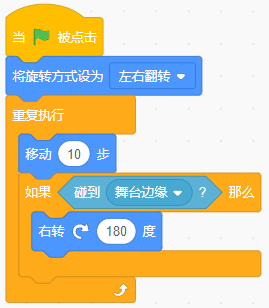 当 被点击
将旋转方式设为 左右翻转
重复执行
移动 10 步
如果 碰到 舞台边缘 ? 那么
右转 180 度